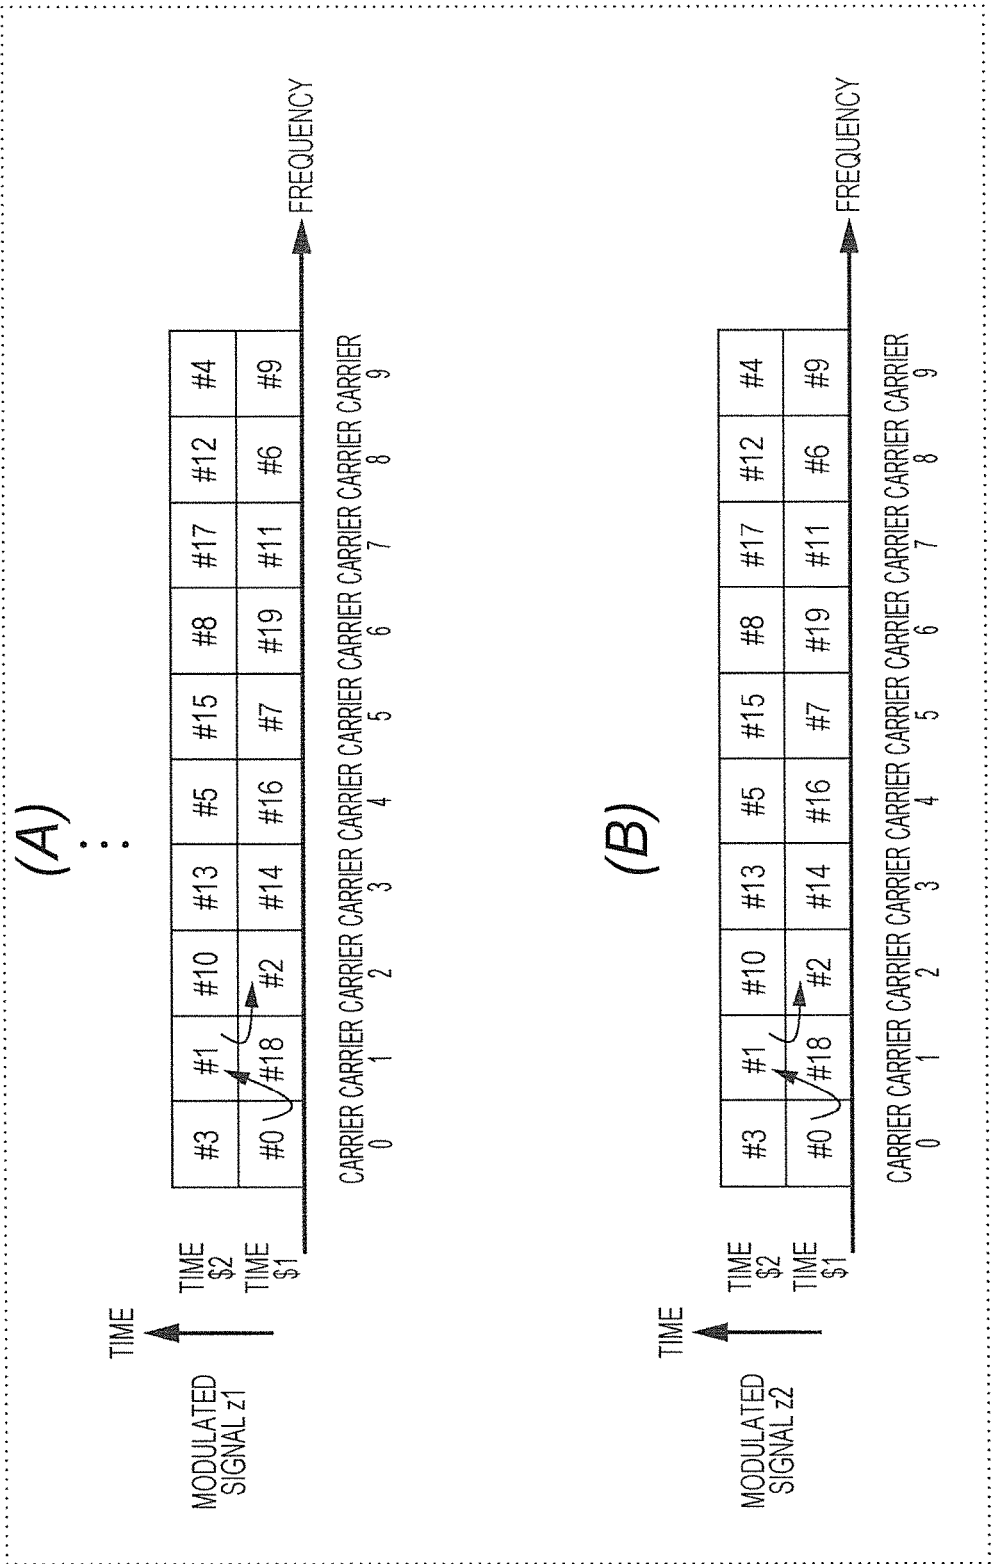 (A)
⋮
TIME
MODULATED
SIGNAL z1
TIME
$2
#3 #1 #10 #13 #5 #15 #8 #17 #12 #4
TIME
$1
#0 #18 #2 #14 #16 #7 #19 #11 #6 #9
FREQUENCY
CARRIER CARRIER CARRIER CARRIER CARRIER CARRIER CARRIER CARRIER CARRIER CARRIER
0 1 2 3 4 5 6 7 8 9
(B)
TIME
MODULATED
SIGNAL z2
TIME
$2
#3 #1 #10 #13 #5 #15 #8 #17 #12 #4
TIME
$1
#0 #18 #2 #14 #16 #7 #19 #11 #6 #9
FREQUENCY
CARRIER CARRIER CARRIER CARRIER CARRIER CARRIER CARRIER CARRIER CARRIER CARRIER
0 1 2 3 4 5 6 7 8 9